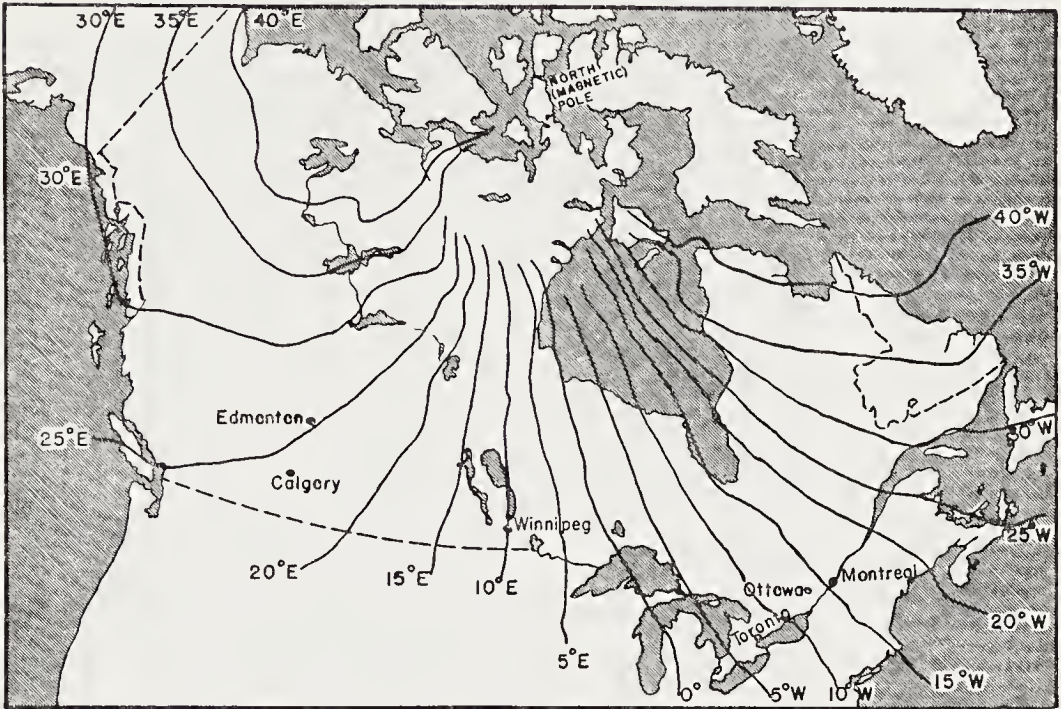 30°E
35°E
40°E
NORTH
(MAGNETIC)
POLE
30°E
40°W
35°W
Edmonton
25°E
30°W
Calgary
Winnipeg
25°W
20°E
15°E
10°E
Ottawa
Montreal
Toronto
20°W
5°E
0°
5°W
10°W
15°W